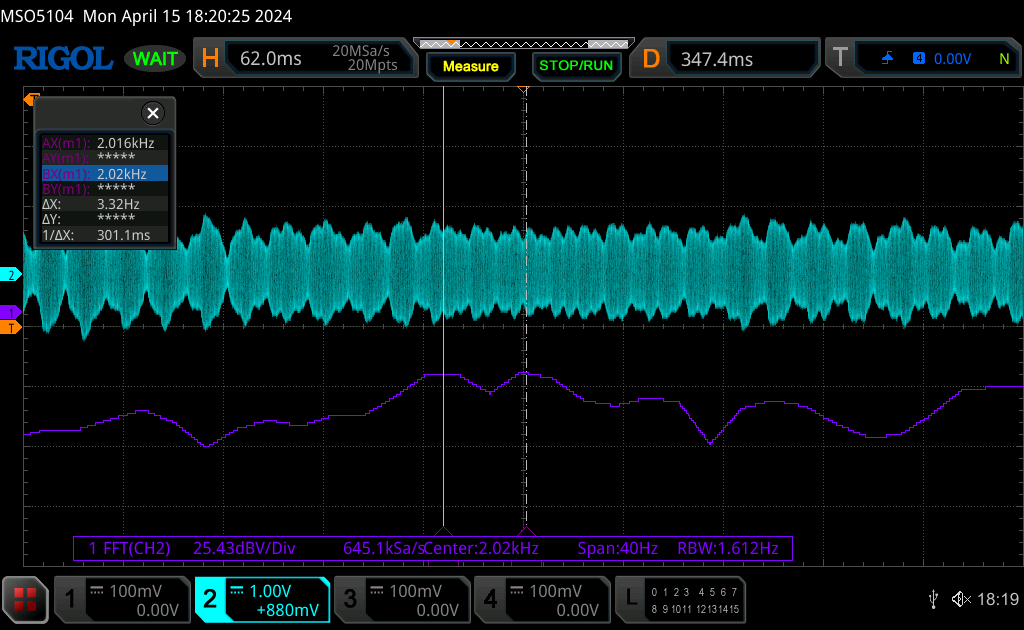 MSO5104 Mon April 15 18:20:25 2024
RIGOL WAIT H 62.0ms 20MSa/s 20Mpts Measure STOP/RUN D 347.4ms T 4 0.00V N
T
AX(m1): 2.016kHz
AY(m1): *****
BX(m1): 2.02kHz
BY(m1): *****
ΔX: 3.32Hz
ΔY: *****
1/ΔX: 301.1ms
2
1
T
1 FFT(CH2) 25.43dBV/Div 645.1kSa/s Center:2.02kHz Span:40Hz RBW:1.612Hz
1 100mV 0.00V 2 1.00V +880mV 3 100mV 0.00V 4 100mV 0.00V L 0 1 2 3 4 5 6 7
8 9 10 11 12 13 14 15
18:19